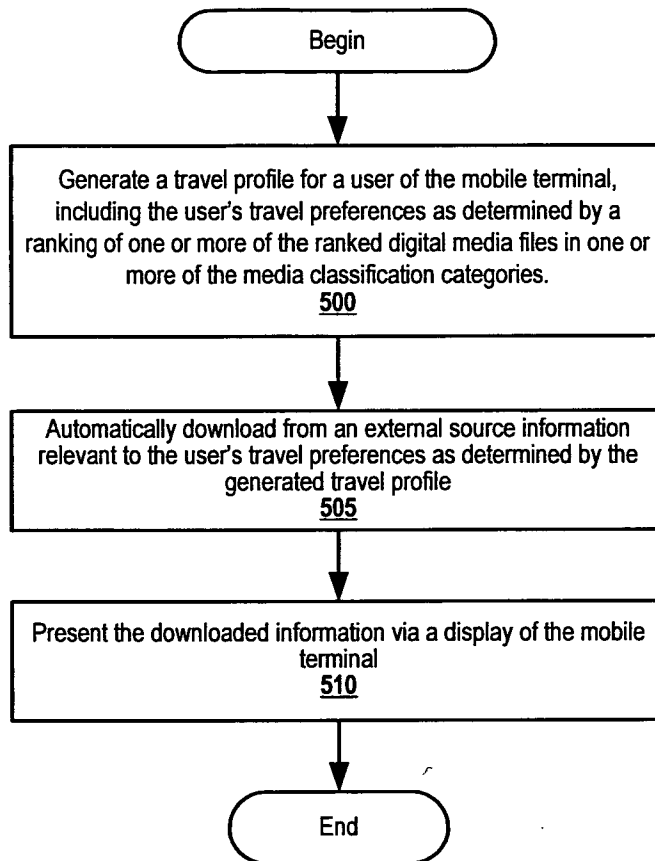 Begin
Generate a travel profile for a user of the mobile terminal,
including the user's travel preferences as determined by a
ranking of one or more of the ranked digital media files in one or
more of the media classification categories.
500
Automatically download from an external source information
relevant to the user's travel preferences as determined by the
generated travel profile
505
Present the downloaded information via a display of the mobile
terminal
510
End